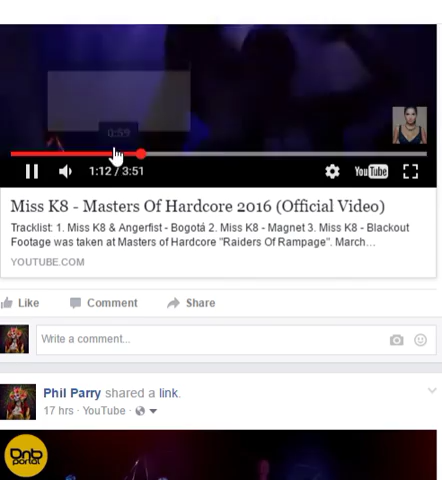 0:59
1:12 / 3:51
YouTube
Miss K8 - Masters Of Hardcore 2016 (Official Video)
Tracklist: 1. Miss K8 & Angerfist - Bogotá 2. Miss K8 - Magnet 3. Miss K8 - Blackout
Footage was taken at Masters of Hardcore "Raiders Of Rampage". March...
YOUTUBE.COM
Like Comment Share
Write a comment...
Phil Parry shared a link.
17 hrs · YouTube ·
Dnb
portal